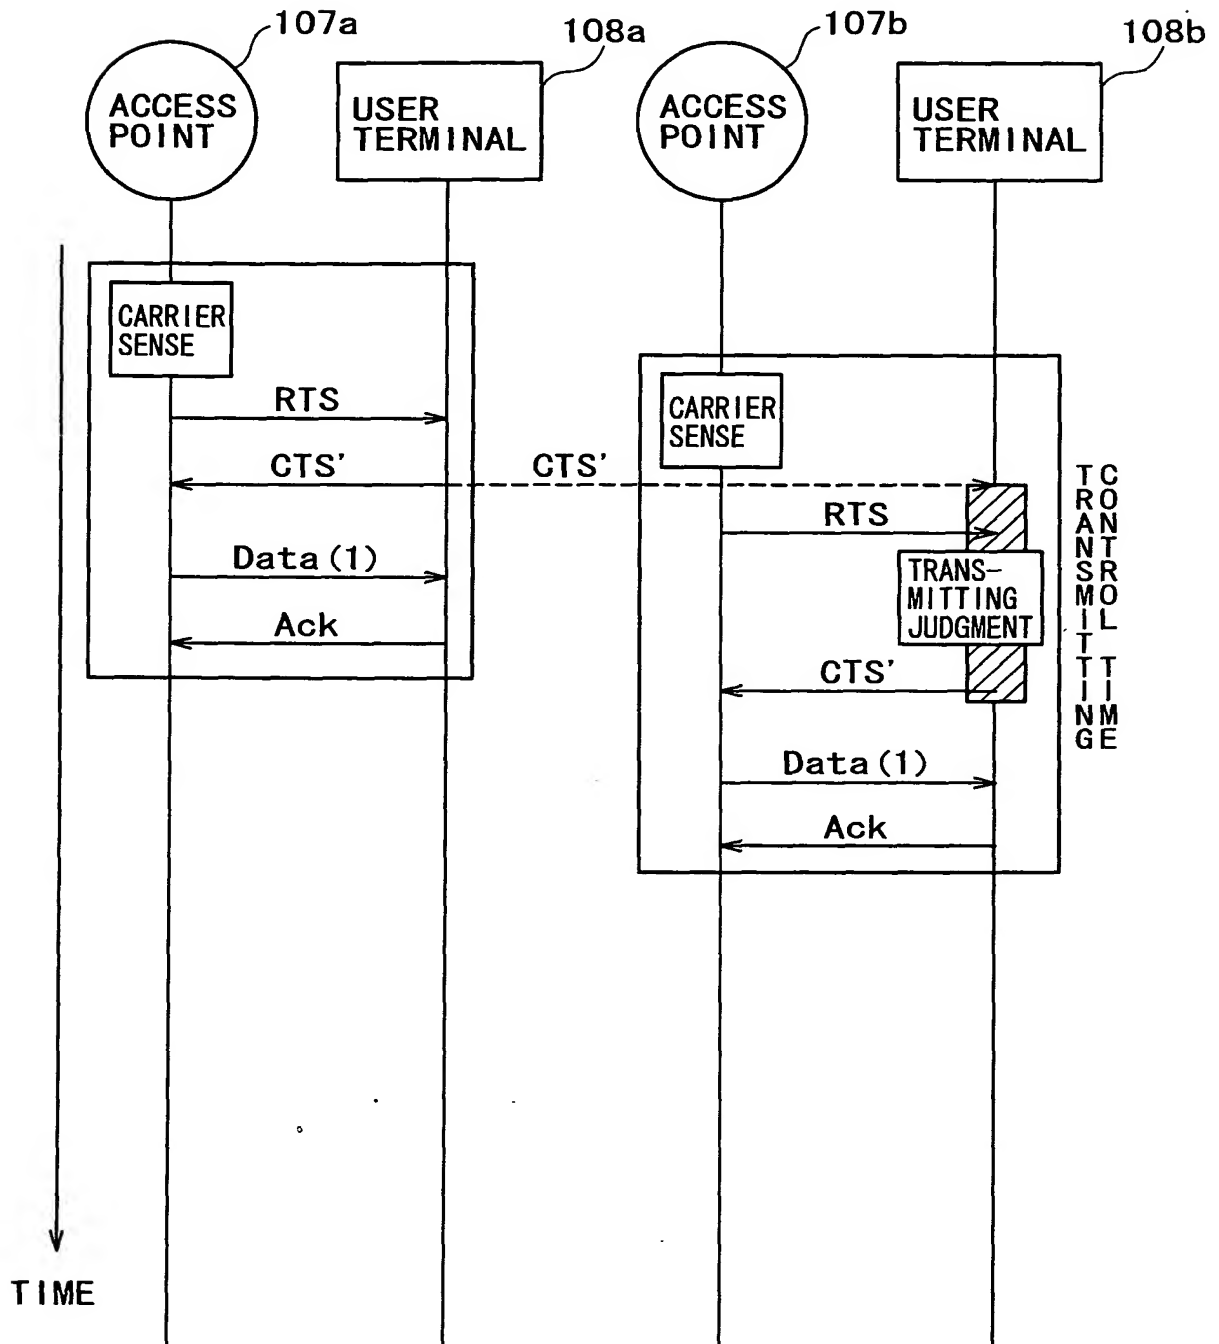 107a
108a
107b
108b
ACCESS
POINT
USER
TERMINAL
ACCESS
POINT
USER
TERMINAL
CARRIER
SENSE
CARRIER
SENSE
RTS
CTS'
CTS'
RTS
Data(1)
TRANS-
MITTING
JUDGMENT
Ack
CTS'
Data(1)
Ack
TRANSMITTING
CONTROL TIME
TIME